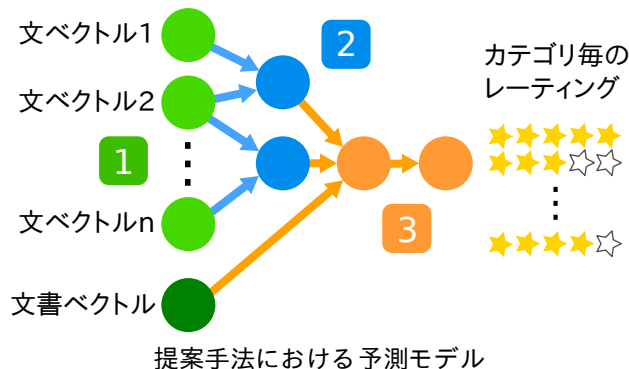 文ベクトル1
2
カテゴリ毎の
レーティング
文ベクトル2
1
文ベクトルn
3
文書ベクトル
提案手法における予測モデル